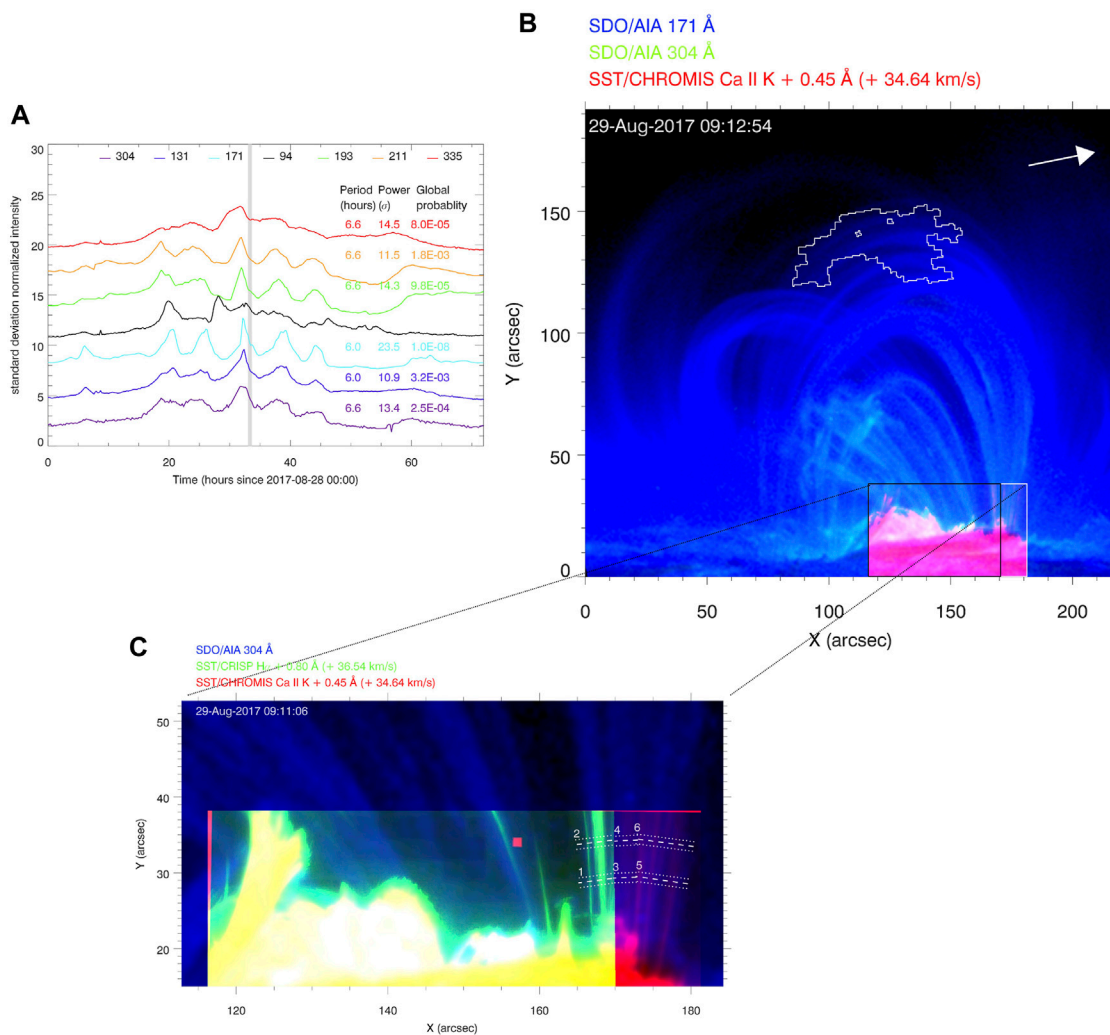 A
30
25
20
15
10
5
0
standard deviation normalized intensity
304 131 171 94 193 211 335
Period Power Global
(hours) (σ) probablity
6.6 14.5 8.0E-05
6.6 11.5 1.8E-03
6.6 14.3 9.8E-05
6.0 23.5 1.0E-08
6.0 10.9 3.2E-03
6.6 13.4 2.5E-04
0 20 40 60
Time (hours since 2017-08-28 00:00)
B
SDO/AIA 171 Å
SDO/AIA 304 Å
SST/CHROMIS Ca II K + 0.45 Å (+ 34.64 km/s)
29-Aug-2017 09:12:54
150
100
50
0
Y (arcsec)
0 50 100 150 200
X (arcsec)
C
SDO/AIA 304 Å
SST/CRISP Hα + 0.80 Å (+ 36.54 km/s)
SST/CHROMIS Ca II K + 0.45 Å (+ 34.64 km/s)
29-Aug-2017 09:11:06
50
40
30
20
Y (arcsec)
2 4 6
1 3 5
120 140 160 180
X (arcsec)